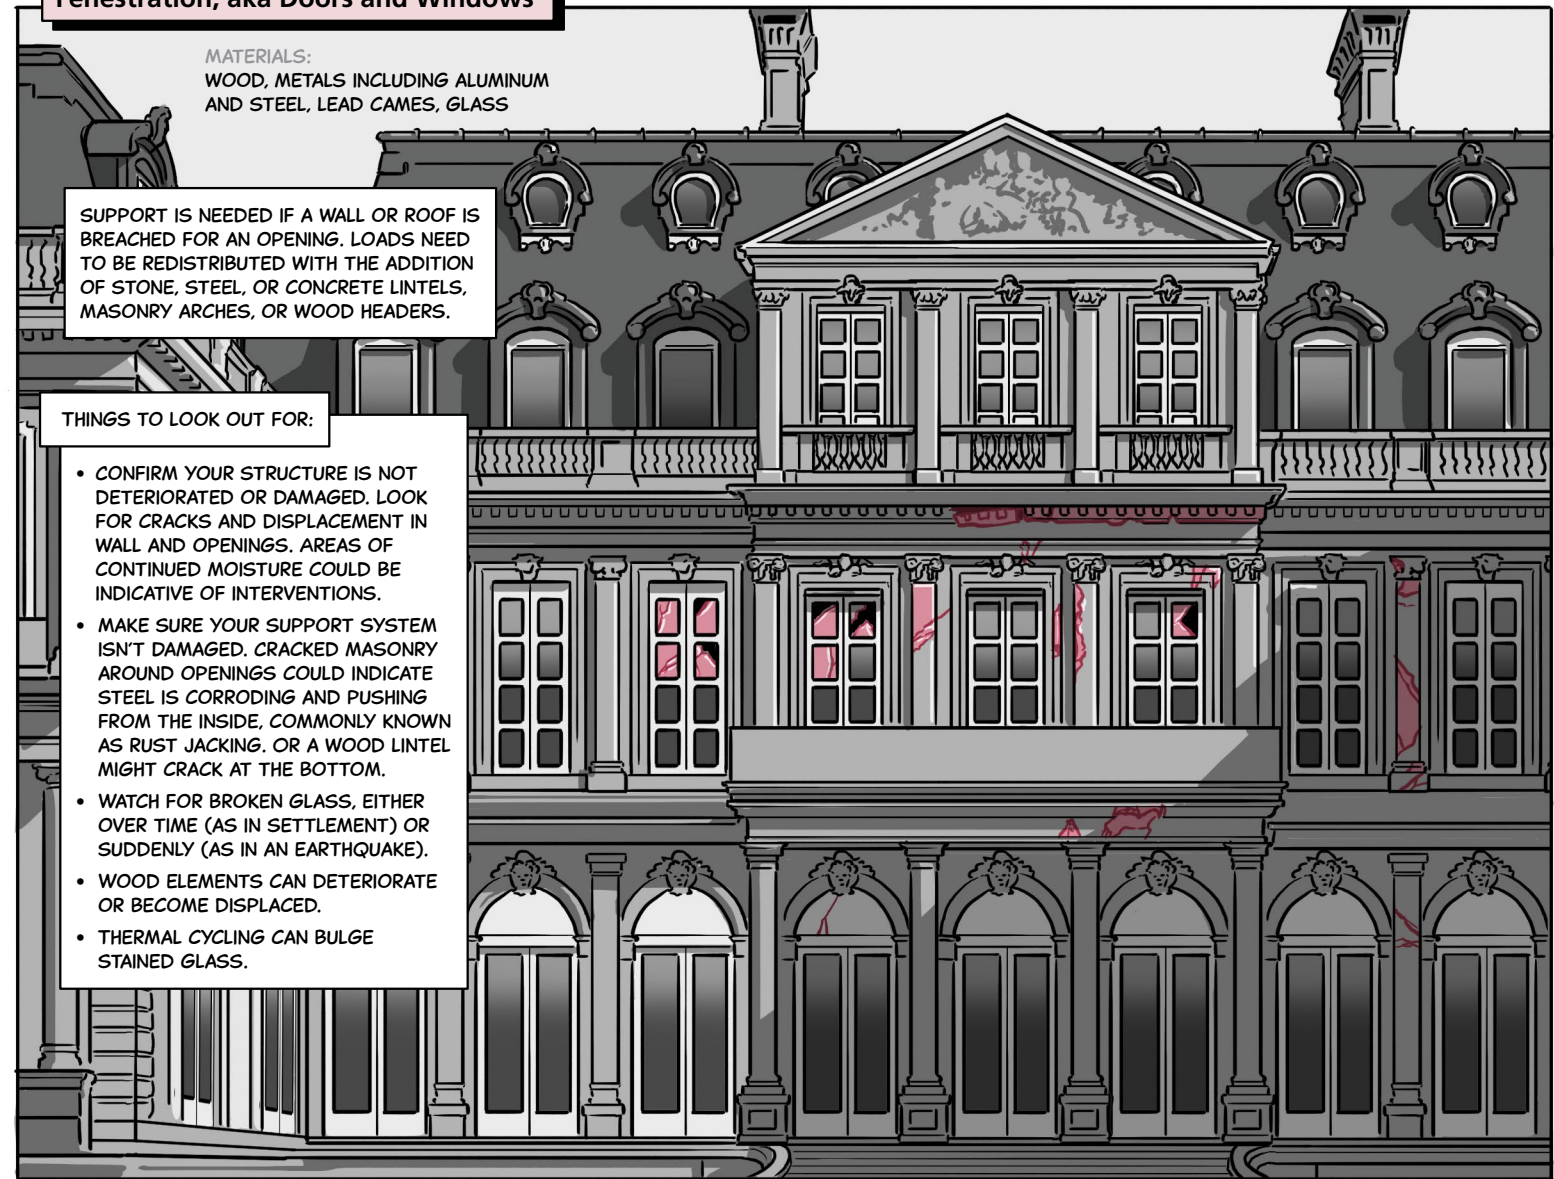 Fenestration, aka Doors and Windows
MATERIALS:
WOOD, METALS INCLUDING ALUMINUM
AND STEEL, LEAD CAMES, GLASS
SUPPORT IS NEEDED IF A WALL OR ROOF IS
BREACHED FOR AN OPENING. LOADS NEED
TO BE REDISTRIBUTED WITH THE ADDITION
OF STONE, STEEL, OR CONCRETE LINTELS,
MASONRY ARCHES, OR WOOD HEADERS.
THINGS TO LOOK OUT FOR:
• CONFIRM YOUR STRUCTURE IS NOT
DETERIORATED OR DAMAGED. LOOK
FOR CRACKS AND DISPLACEMENT IN
WALL AND OPENINGS. AREAS OF
CONTINUED MOISTURE COULD BE
INDICATIVE OF INTERVENTIONS.
• MAKE SURE YOUR SUPPORT SYSTEM
ISN'T DAMAGED. CRACKED MASONRY
AROUND OPENINGS COULD INDICATE
STEEL IS CORRODING AND PUSHING
FROM THE INSIDE, COMMONLY KNOWN
AS RUST JACKING. OR A WOOD LINTEL
MIGHT CRACK AT THE BOTTOM.
• WATCH FOR BROKEN GLASS, EITHER
OVER TIME (AS IN SETTLEMENT) OR
SUDDENLY (AS IN AN EARTHQUAKE).
• WOOD ELEMENTS CAN DETERIORATE
OR BECOME DISPLACED.
• THERMAL CYCLING CAN BULGE
STAINED GLASS.